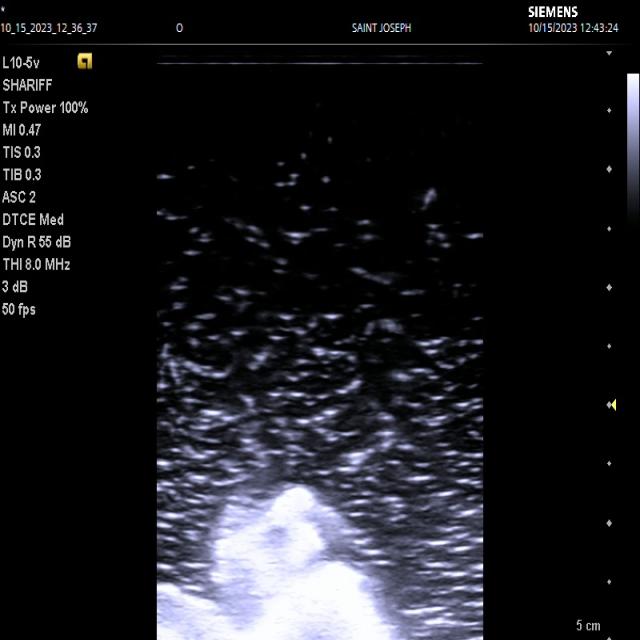 SIEMENS
10_15_2023_12_36_37 O SAINT JOSEPH 10/15/2023 12:43:24
L10-5v
SHARIFF
Tx Power 100%
MI 0.47
TIS 0.3
TIB 0.3
ASC 2
DTCE Med
Dyn R 55 dB
THI 8.0 MHz
3 dB
50 fps
5 cm